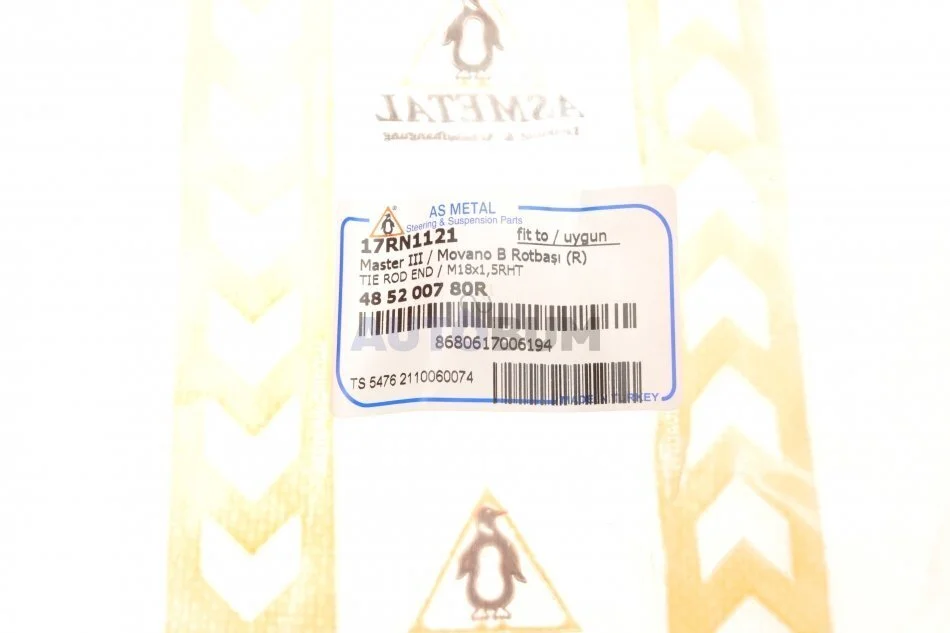 ASMETAL
AS METAL
Steering & Suspension Parts
17RN1121
fit to / uygun
Master III / Movano B Rotbaşı (R)
TIE ROD END / M18x1,5RHT
48 52 007 80R
AUTORUM
8680617006194
TS 5476 2110060074
MADE IN TURKEY